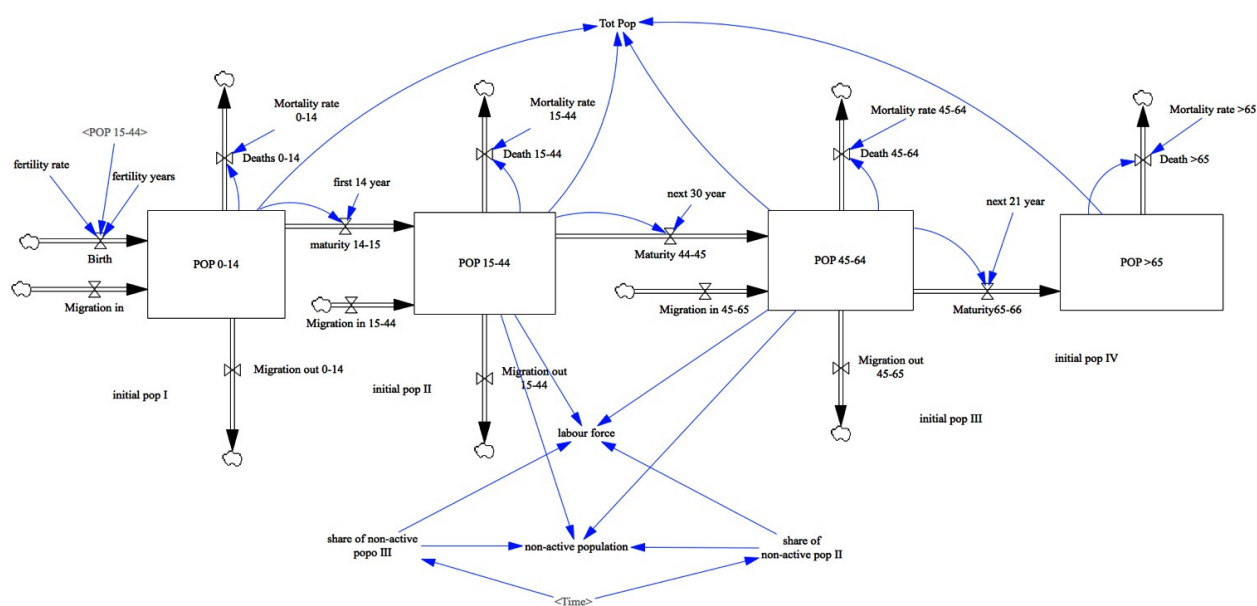 Tot Pop
Mortality rate
0-14
Mortality rate
15-44
Mortality rate 45-64
Mortality rate >65
<POP 15-44>
fertility rate
fertility years
Deaths 0-14
Death 15-44
Death 45-64
Death >65
first 14 year
next 30 year
next 21 year
Birth
POP 0-14
maturity 14-15
POP 15-44
Maturity 44-45
POP 45-64
POP >65
Migration in
Migration in 15-44
Migration in 45-65
Maturity65-66
Migration out 0-14
Migration out
15-44
Migration out
45-65
initial pop I
initial pop II
initial pop III
initial pop IV
labour force
share of non-active
popo III
non-active population
share of
non-active pop II
<Time>